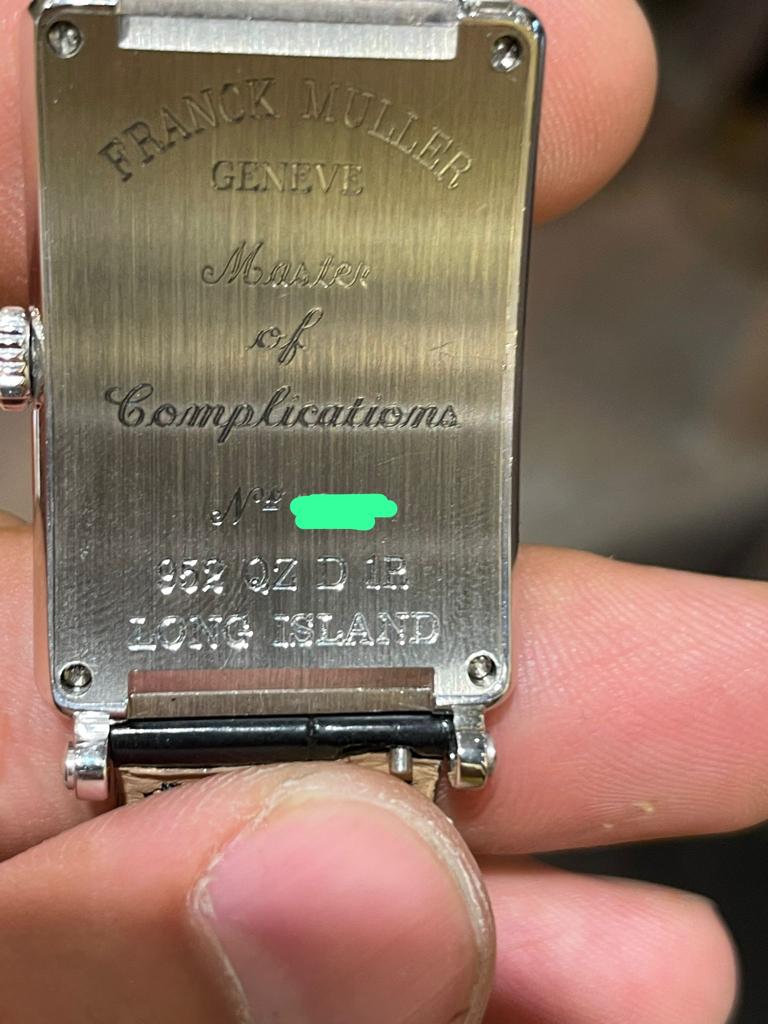 FRANCK MULLER
GENEVE
Master
of
Complications
Nº
952 QZ D 1R
LONG ISLAND